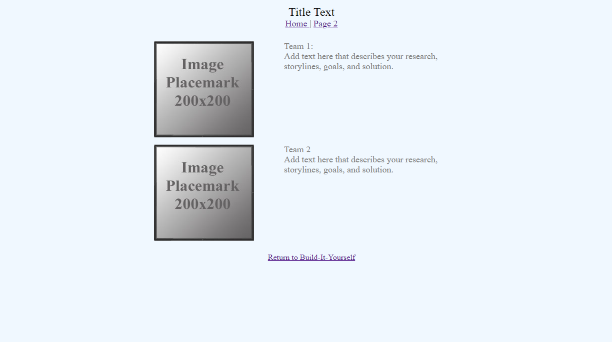 Title Text
Home | Page 2
Image
Placemark
200x200
Team 1:
Add text here that describes your research,
storylines, goals, and solution.
Image
Placemark
200x200
Team 2
Add text here that describes your research,
storylines, goals, and solution.
Return to Build-It-Yourself